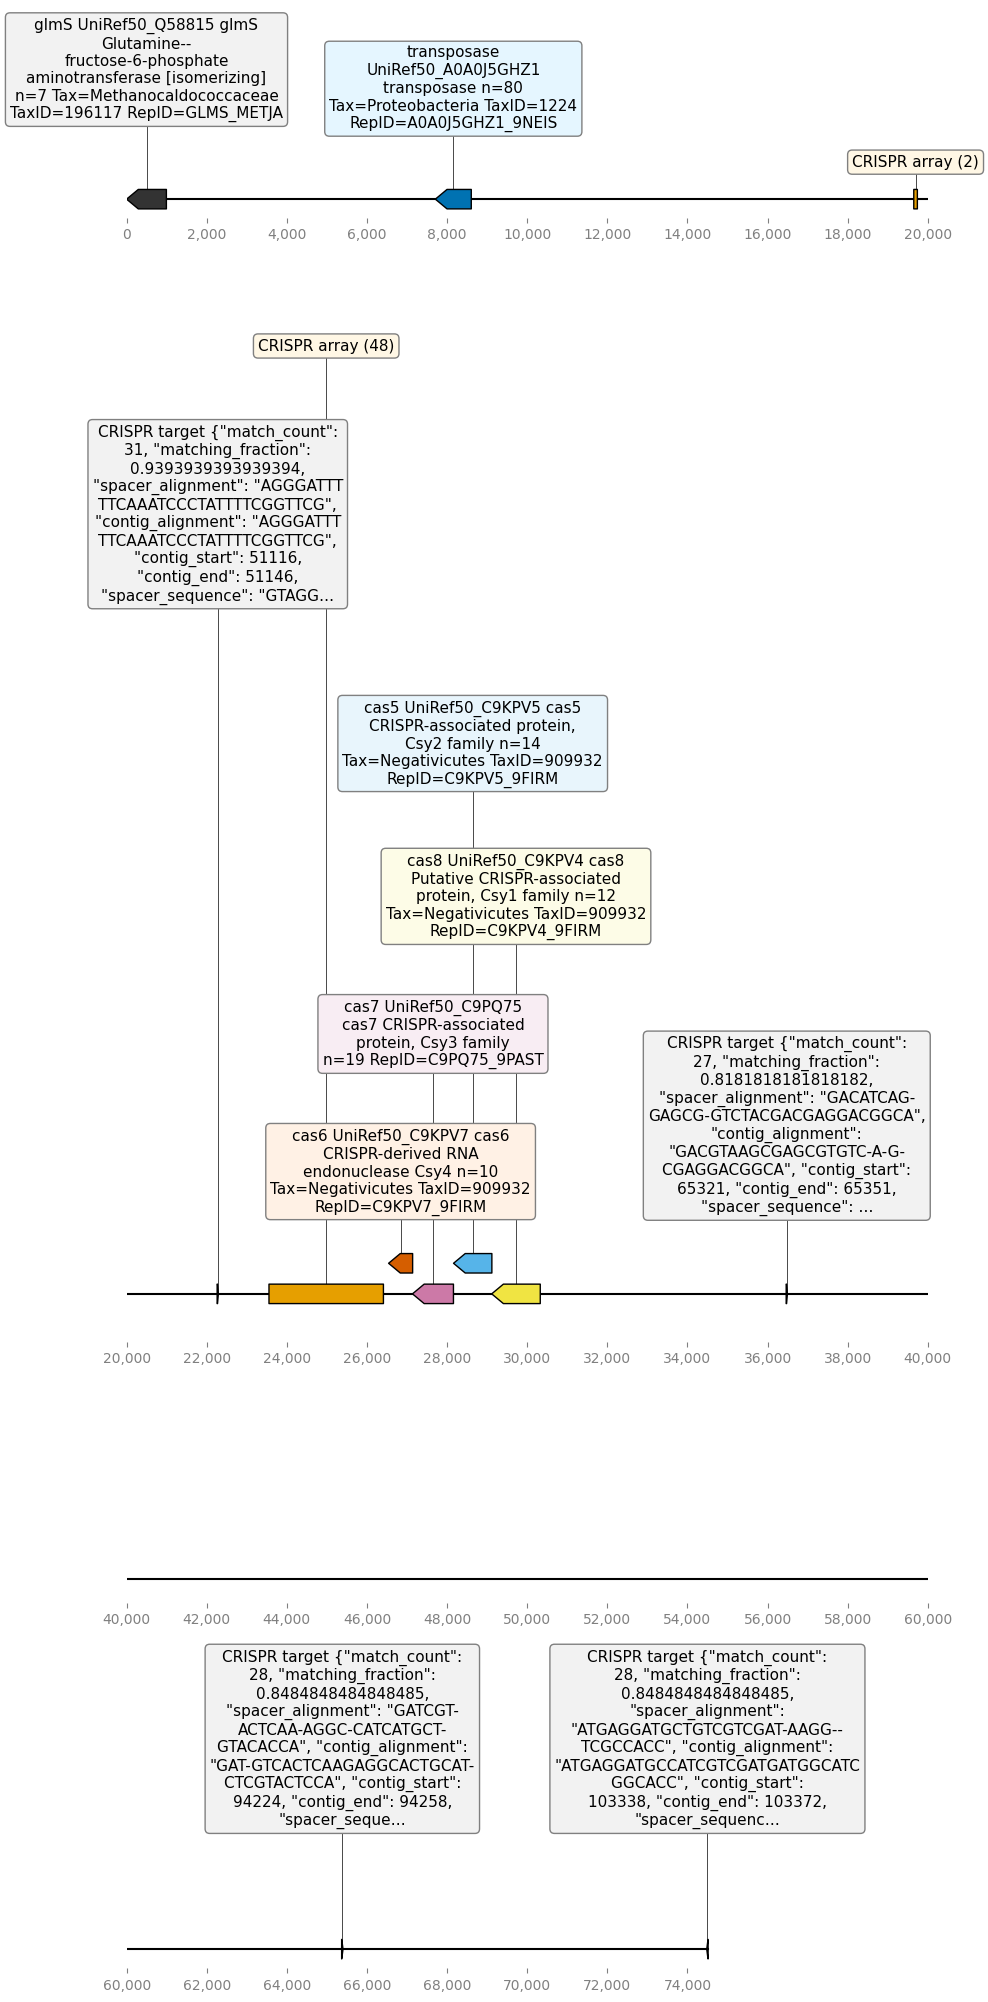 glmS UniRef50_Q58815 glmS
Glutamine--
fructose-6-phosphate
aminotransferase [isomerizing]
n=7 Tax=Methanocaldococcaceae
TaxID=196117 RepID=GLMS_METJA
transposase
UniRef50_A0A0J5GHZ1
transposase n=80
Tax=Proteobacteria TaxID=1224
RepID=A0A0J5GHZ1_9NEIS
CRISPR array (2)
0 2,000 4,000 6,000 8,000 10,000 12,000 14,000 16,000 18,000 20,000
CRISPR array (48)
CRISPR target {"match_count":
31, "matching_fraction":
0.9393939393939394,
"spacer_alignment": "AGGGATTT
TTCAAATCCCTATTTTCGGTTCG",
"contig_alignment": "AGGGATTT
TTCAAATCCCTATTTTCGGTTCG",
"contig_start": 51116,
"contig_end": 51146,
"spacer_sequence": "GTAGG…
cas5 UniRef50_C9KPV5 cas5
CRISPR-associated protein,
Csy2 family n=14
Tax=Negativicutes TaxID=909932
RepID=C9KPV5_9FIRM
cas8 UniRef50_C9KPV4 cas8
Putative CRISPR-associated
protein, Csy1 family n=12
Tax=Negativicutes TaxID=909932
RepID=C9KPV4_9FIRM
cas7 UniRef50_C9PQ75
cas7 CRISPR-associated
protein, Csy3 family
n=19 RepID=C9PQ75_9PAST
CRISPR target {"match_count":
27, "matching_fraction":
0.8181818181818182,
"spacer_alignment": "GACATCAG-
GAGCG-GTCTACGACGAGGACGGCA",
"contig_alignment":
"GACGTAAGCGAGCGTGTC-A-G-
CGAGGACGGCA", "contig_start":
65321, "contig_end": 65351,
"spacer_sequence": …
cas6 UniRef50_C9KPV7 cas6
CRISPR-derived RNA
endonuclease Csy4 n=10
Tax=Negativicutes TaxID=909932
RepID=C9KPV7_9FIRM
20,000 22,000 24,000 26,000 28,000 30,000 32,000 34,000 36,000 38,000 40,000
40,000 42,000 44,000 46,000 48,000 50,000 52,000 54,000 56,000 58,000 60,000
CRISPR target {"match_count":
28, "matching_fraction":
0.8484848484848485,
"spacer_alignment": "GATCGT-
ACTCAA-AGGC-CATCATGCT-
GTACACCA", "contig_alignment":
"GAT-GTCACTCAAGAGGCACTGCAT-
CTCGTACTCCA", "contig_start":
94224, "contig_end": 94258,
"spacer_seque…
CRISPR target {"match_count":
28, "matching_fraction":
0.8484848484848485,
"spacer_alignment":
"ATGAGGATGCTGTCGTCGAT-AAGG--
TCGCCACC", "contig_alignment":
"ATGAGGATGCCATCGTCGATGATGGCATC
GGCACC", "contig_start":
103338, "contig_end": 103372,
"spacer_sequenc…
60,000 62,000 64,000 66,000 68,000 70,000 72,000 74,000